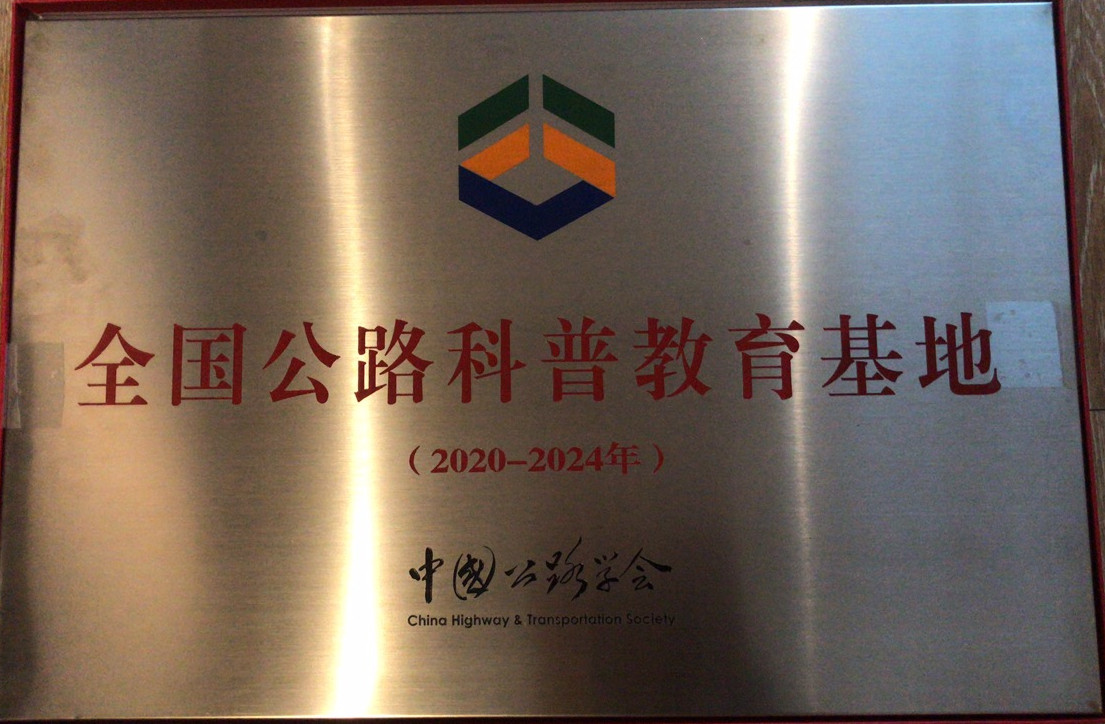 全国公路科普教育基地
（2020-2024年）
中国公路学会
China Highway & Transportation Society